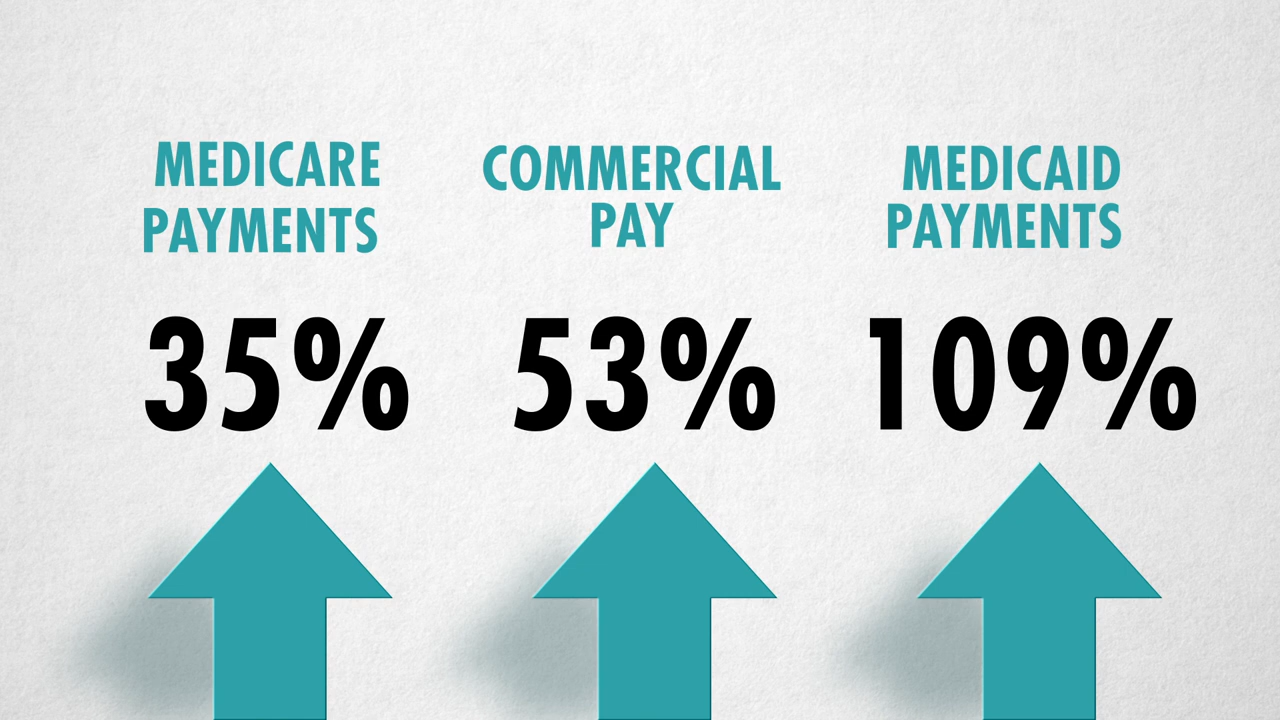 MEDICARE
PAYMENTS
35%
COMMERCIAL
PAY
53%
MEDICAID
PAYMENTS
109%